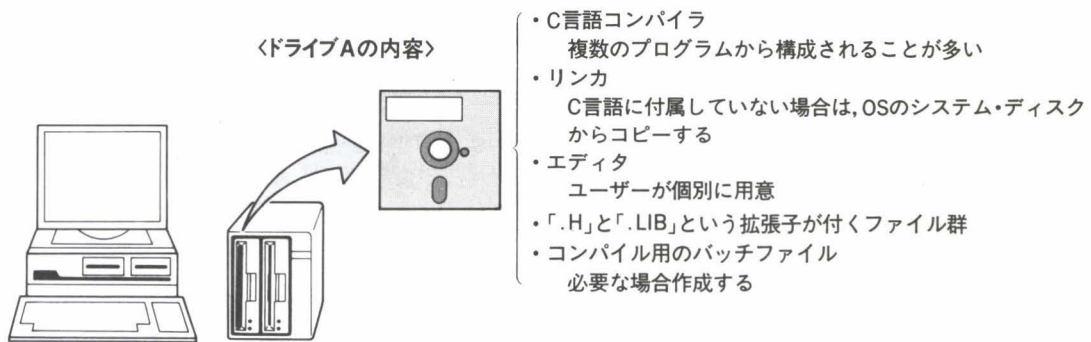 〈ドライブAの内容〉
・C言語コンパイラ
複数のプログラムから構成されることが多い
・リンカ
C言語に付属していない場合は,OSのシステム・ディスク
からコピーする
・エディタ
ユーザーが個別に用意
・「.H」と「.LIB」という拡張子が付くファイル群
・コンパイル用のバッチファイル
必要な場合作成する